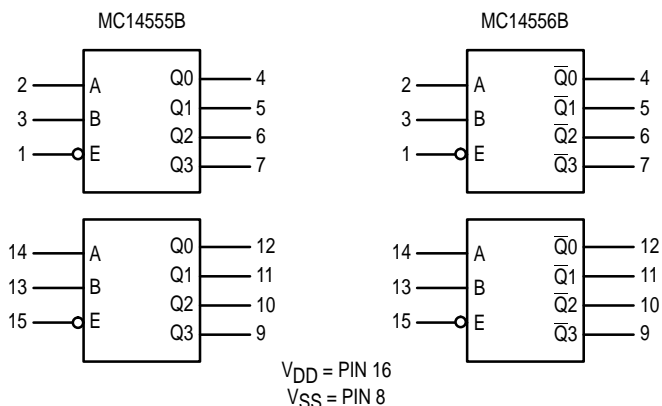 MC14555B
2 A Q0 4
3 B Q1 5
1 E Q2 6
Q3 7
14 A Q0 12
13 B Q1 11
15 E Q2 10
Q3 9
MC14556B
2 A Q̅0 4
3 B Q̅1 5
1 E Q̅2 6
Q̅3 7
14 A Q̅0 12
13 B Q̅1 11
15 E Q̅2 10
Q̅3 9
VDD = PIN 16
VSS = PIN 8